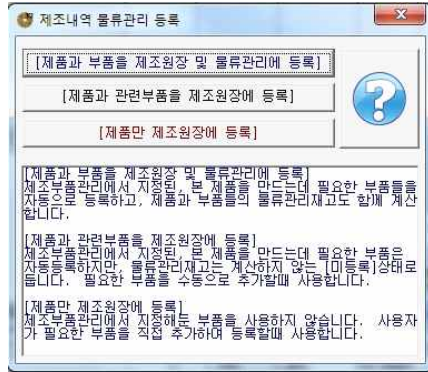 제조내역 물류관리 등록
[제품과 부품을 제조원장 및 물류관리에 등록]
[제품과 관련부품을 제조원장에 등록]
[제품만 제조원장에 등록]
[제품과 부품을 제조원장 및 물류관리에 등록]
제조부품관리에서 지정된, 본 제품을 만드는데 필요한 부품들을
자동으로 등록하고, 제품과 부품들의 물류관리재고도 함께 계산
합니다.
[제품과 관련부품을 제조원장에 등록]
제조부품관리에서 지정된, 본 제품을 만드는데 필요한 부품은
자동등록하지만, 물류관리재고는 계산하지 않는 [미등록]상태로
둡니다.  필요한 부품을 수동으로 추가할때 사용합니다.
[제품만 제조원장에 등록]
제조부품관리에서 지정해둔 부품을 사용하지 않습니다.  사용자
가 필요한 부품을 직접 추가하며 등록할때 사용합니다.